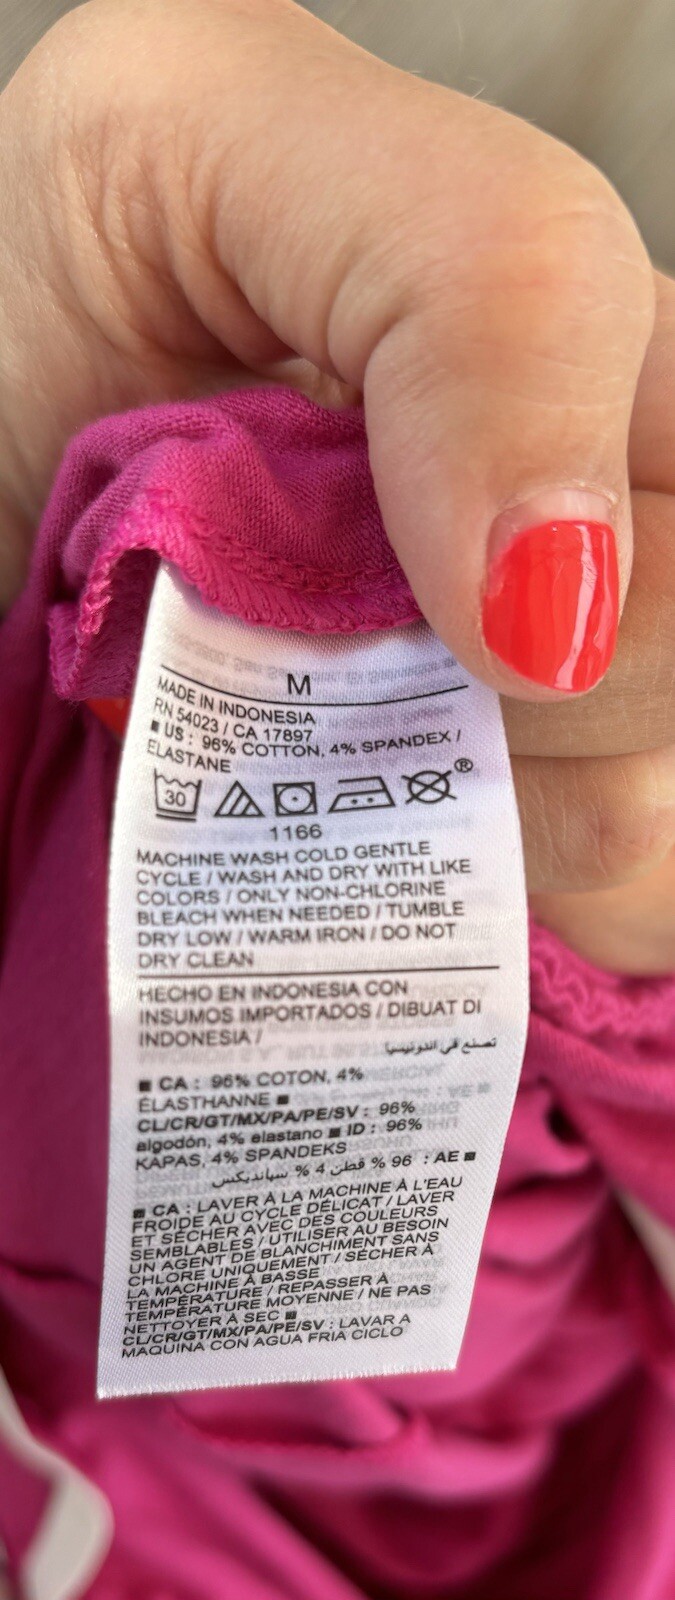 M
MADE IN INDONESIA
RN 54023 / CA 17897
■ US : 96% COTTON, 4% SPANDEX /
ELASTANE
30 ®
1166
MACHINE WASH COLD GENTLE
CYCLE / WASH AND DRY WITH LIKE
COLORS / ONLY NON-CHLORINE
BLEACH WHEN NEEDED / TUMBLE
DRY LOW / WARM IRON / DO NOT
DRY CLEAN
HECHO EN INDONESIA CON
INSUMOS IMPORTADOS / DIBUAT DI
INDONESIA /
تصنع في اندونيسيا
■ CA : 96% COTON, 4%
ÉLASTHANNE ■
CL/CR/GT/MX/PA/PE/SV : 96%
algodón, 4% elastano ■ ID : 96%
KAPAS, 4% SPANDEKS
■ AE : 96 % قطن 4 % سباندیکس
■ CA : LAVER À LA MACHINE À L'EAU
FROIDE AU CYCLE DÉLICAT / LAVER
ET SÉCHER AVEC DES COULEURS
SEMBLABLES / UTILISER AU BESOIN
UN AGENT DE BLANCHIMENT SANS
CHLORE UNIQUEMENT / SÉCHER À
LA MACHINE À BASSE
TEMPÉRATURE / REPASSER À
TEMPÉRATURE MOYENNE / NE PAS
NETTOYER À SEC ■
CL/CR/GT/MX/PA/PE/SV : LAVAR A
MAQUINA CON AGUA FRIA CICLO